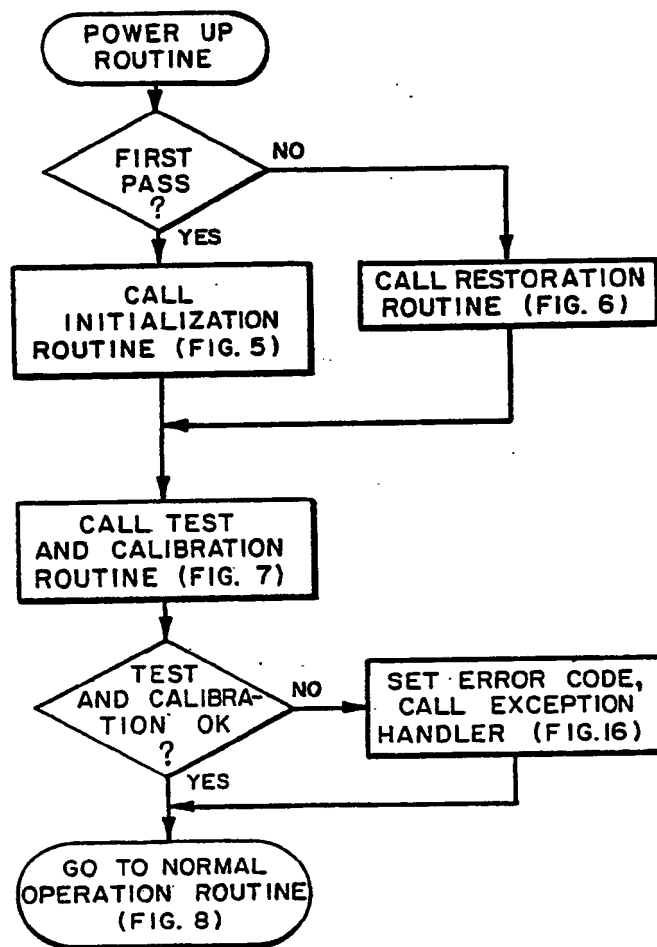 POWER UP
ROUTINE
FIRST
PASS
?
NO
YES
CALL
INITIALIZATION
ROUTINE (FIG. 5)
CALL RESTORATION
ROUTINE (FIG. 6)
CALL TEST
AND CALIBRATION
ROUTINE (FIG. 7)
TEST
AND CALIBRA-
TION OK
?
NO
YES
SET ERROR CODE,
CALL EXCEPTION
HANDLER (FIG.16)
GO TO NORMAL
OPERATION ROUTINE
(FIG. 8)